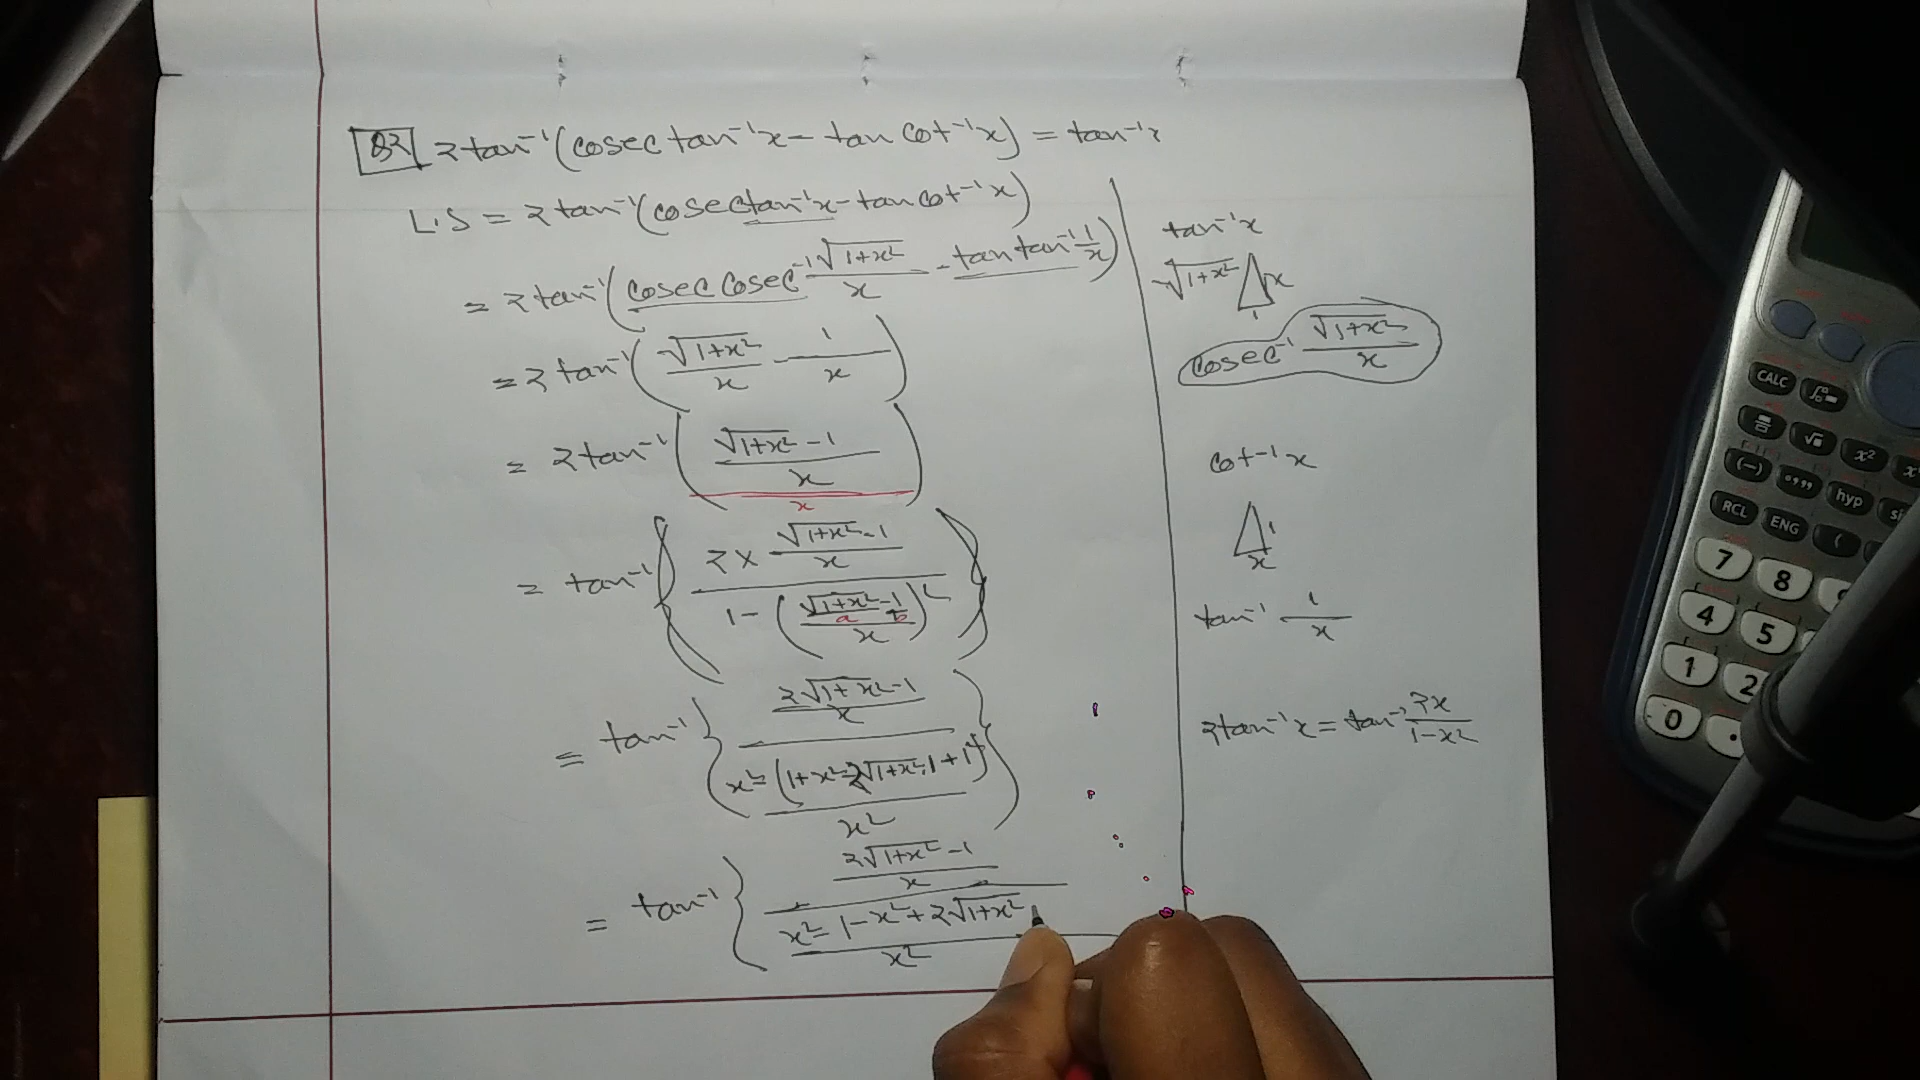 Q2 2tan⁻¹(cosec tan⁻¹x - tan cot⁻¹x) = tan⁻¹x
L.S = 2tan⁻¹(cosec tan⁻¹x - tan cot⁻¹x)
= 2tan⁻¹(cosec cosec⁻¹ √(1+x²)/x - tan tan⁻¹ 1/x)
= 2tan⁻¹(√(1+x²)/x - 1/x)
= 2tan⁻¹((√(1+x²) - 1)/x)
x
= tan⁻¹{(2 × (√(1+x²) - 1)/x)/(1 - ((√(1+x²) - 1)/x)²)}
a b
= tan⁻¹{((2√(1+x²) - 1)/x)/((x² - (1+x² - 2√(1+x²).1 + 1²))/x²)}
= tan⁻¹{((2√(1+x²) - 1)/x)/((x² - 1 - x² + 2√(1+x²)/x²)
tan⁻¹x
√(1+x²) x
1
cosec⁻¹ √(1+x²)/x
cot⁻¹x
1
x
tan⁻¹ 1/x
2tan⁻¹x = tan⁻¹ 2x/(1-x²)
CALC
x²
(-) °,,, hyp
RCL ENG (
7 8
4 5
1 2
0 .